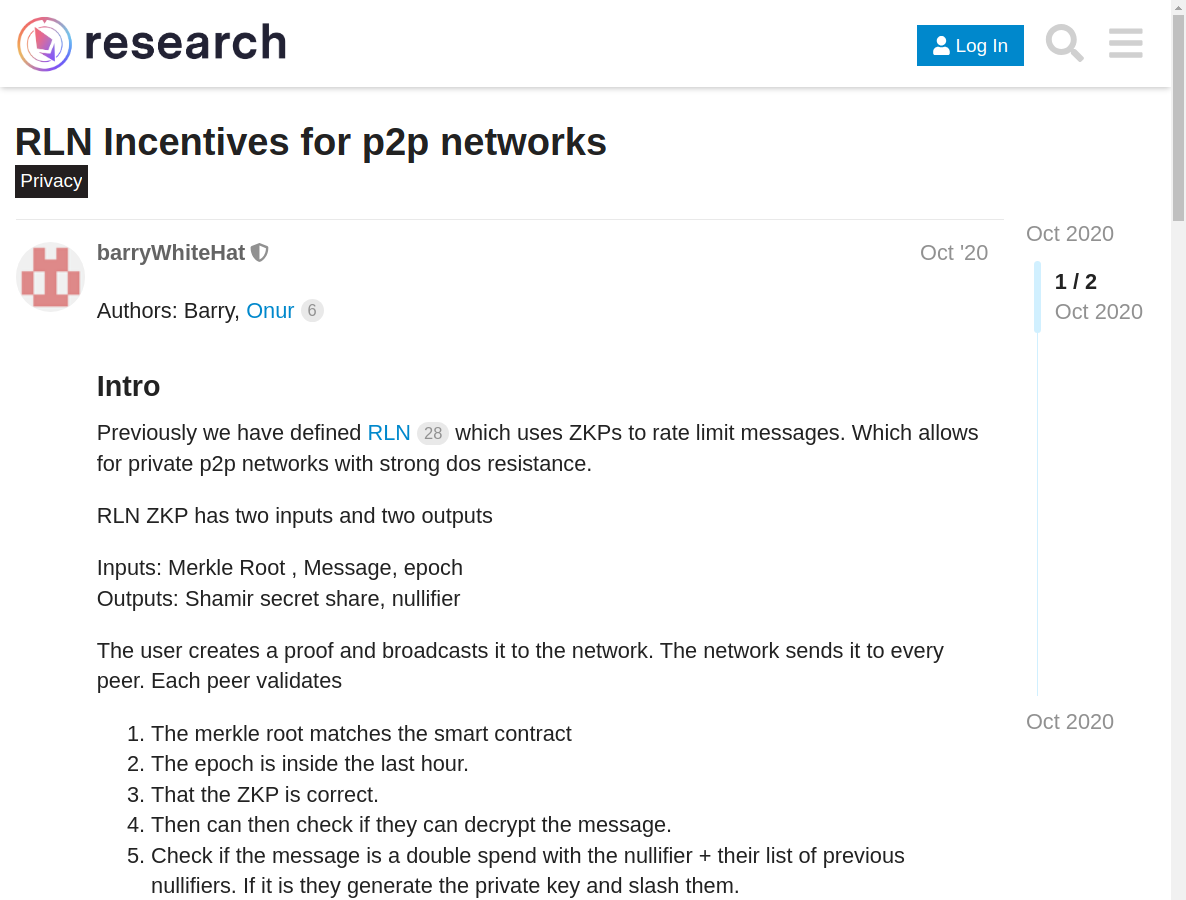 research
Log In
RLN Incentives for p2p networks
Privacy
barryWhiteHat
Oct '20
Oct 2020
1 / 2
Oct 2020
Authors: Barry, Onur 6
Intro
Previously we have defined RLN 28 which uses ZKPs to rate limit messages. Which allows
for private p2p networks with strong dos resistance.
RLN ZKP has two inputs and two outputs
Inputs: Merkle Root , Message, epoch
Outputs: Shamir secret share, nullifier
The user creates a proof and broadcasts it to the network. The network sends it to every
peer. Each peer validates
1. The merkle root matches the smart contract
2. The epoch is inside the last hour.
3. That the ZKP is correct.
4. Then can then check if they can decrypt the message.
5. Check if the message is a double spend with the nullifier + their list of previous
nullifiers. If it is they generate the private key and slash them.
Oct 2020